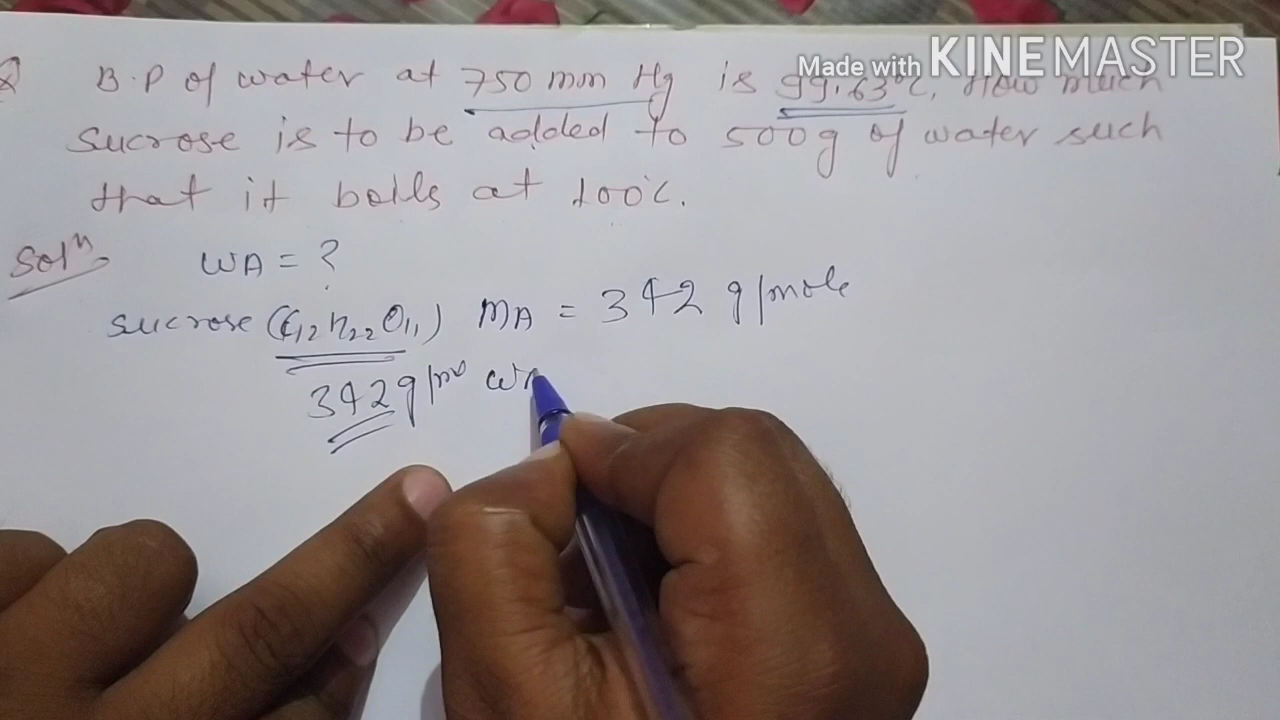 Made with KINEMASTER
Q B.P of water at 750 mm Hg is 99.63°C. How much
sucrose is to be added to 500g of water such
that it boils at 100°C.
Solⁿ WA = ?
sucrose (C₁₂H₂₂O₁₁) MA = 342 g/mole
342g/mo